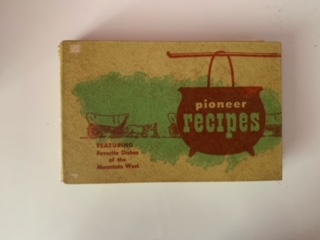 pioneer
recipes
FEATURING
Favorite Dishes
of the
Mountain West